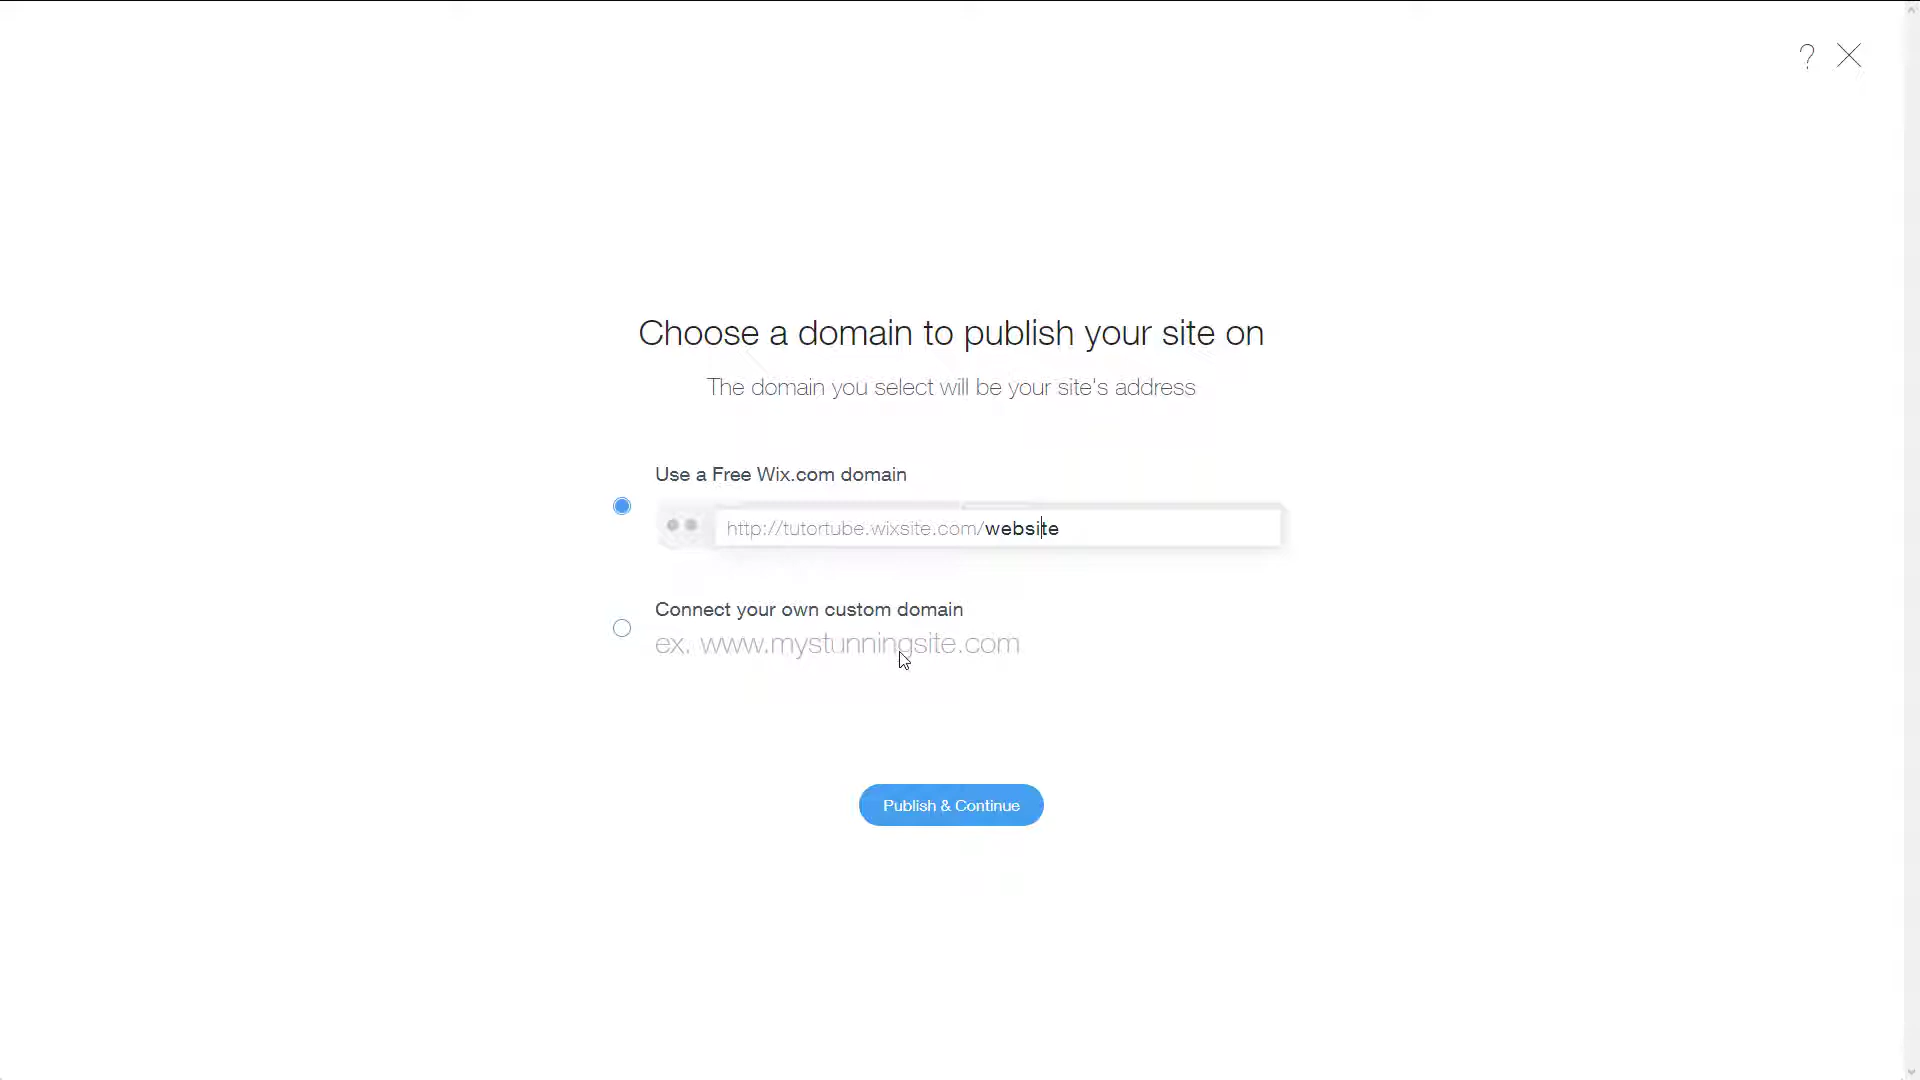 ?
Choose a domain to publish your site on
The domain you select will be your site's address
Use a Free Wix.com domain
http://tutortube.wixsite.com/website
Connect your own custom domain
ex. www.mystunningsite.com
Publish & Continue